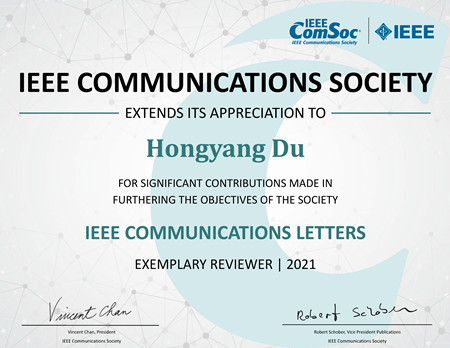 IEEE
ComSoc®
IEEE Communications Society
IEEE
IEEE COMMUNICATIONS SOCIETY
EXTENDS ITS APPRECIATION TO
Hongyang Du
FOR SIGNIFICANT CONTRIBUTIONS MADE IN
FURTHERING THE OBJECTIVES OF THE SOCIETY
IEEE COMMUNICATIONS LETTERS
EXEMPLARY REVIEWER | 2021
Vincent Chan
Robert Schober
Vincent Chan, President
Robert Schober, Vice President Publications
IEEE Communications Society
IEEE Communications Society